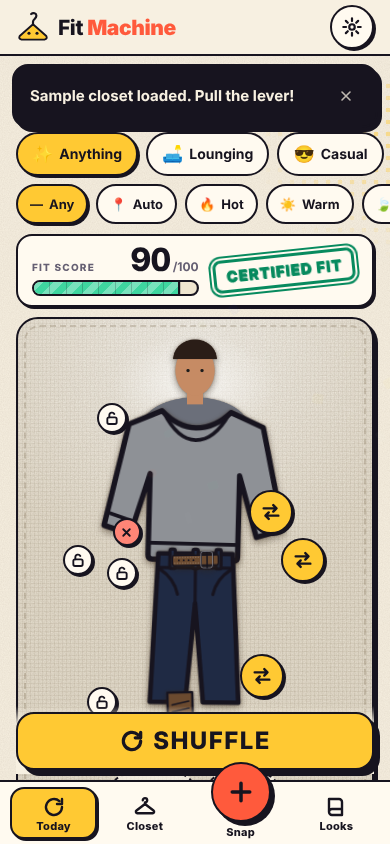 Fit Machine
Sample closet loaded. Pull the lever!
Anything
Lounging
Casual
Any
Auto
Hot
Warm
FIT SCORE
90/100
CERTIFIED FIT
SHUFFLE
Today
Closet
Snap
Looks